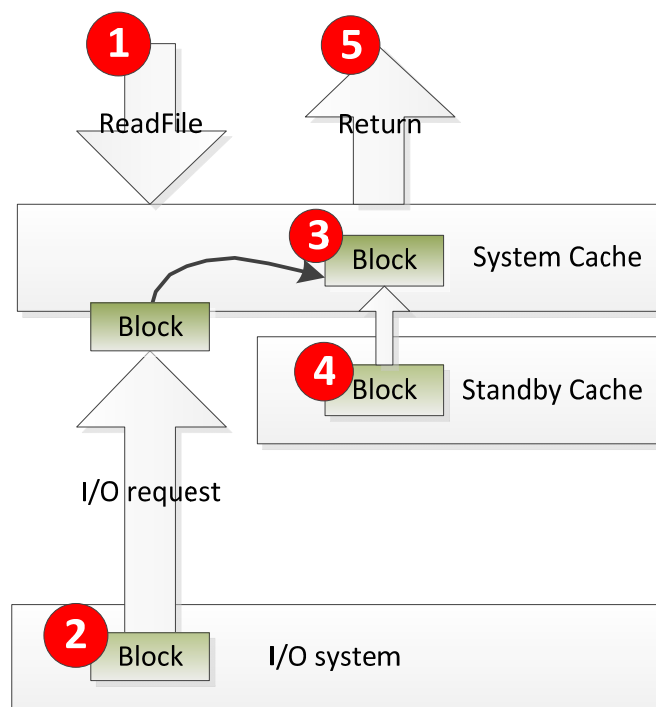 1
5
ReadFile
Return
3
Block
System Cache
Block
4
Block
Standby Cache
I/O request
2
Block
I/O system